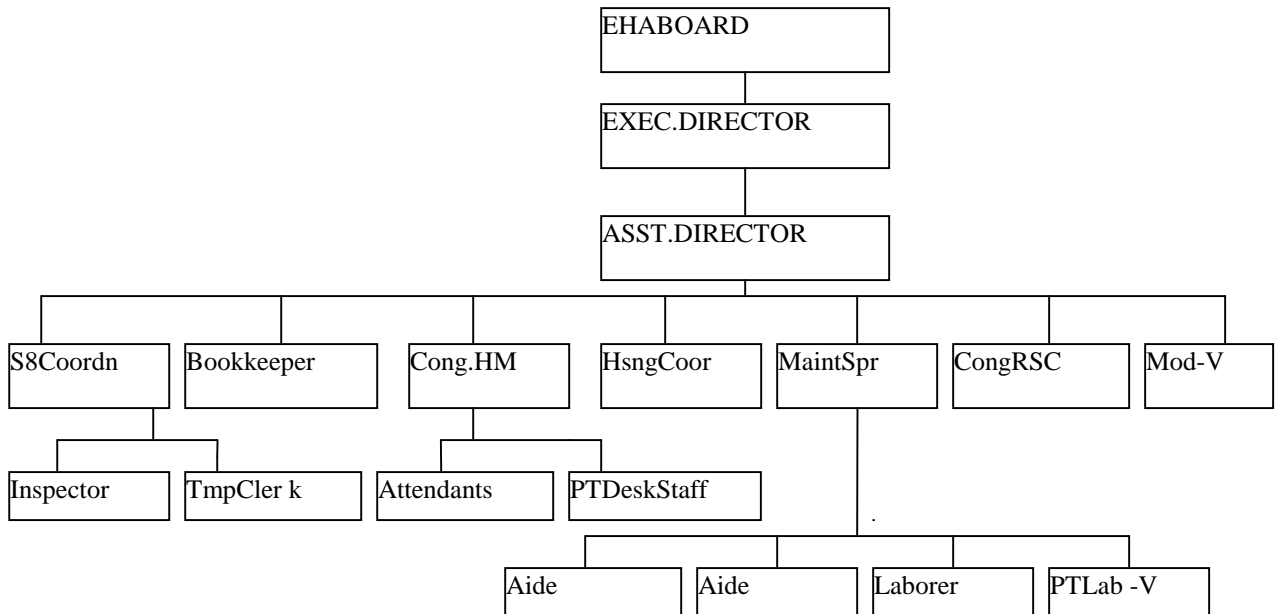 EHABOARD
EXEC.DIRECTOR
ASST.DIRECTOR
S8Coordn Bookkeeper Cong.HM HsngCoor MaintSpr CongRSC Mod-V
Inspector TmpCler k Attendants PTDeskStaff
.
Aide Aide Laborer PTLab -V